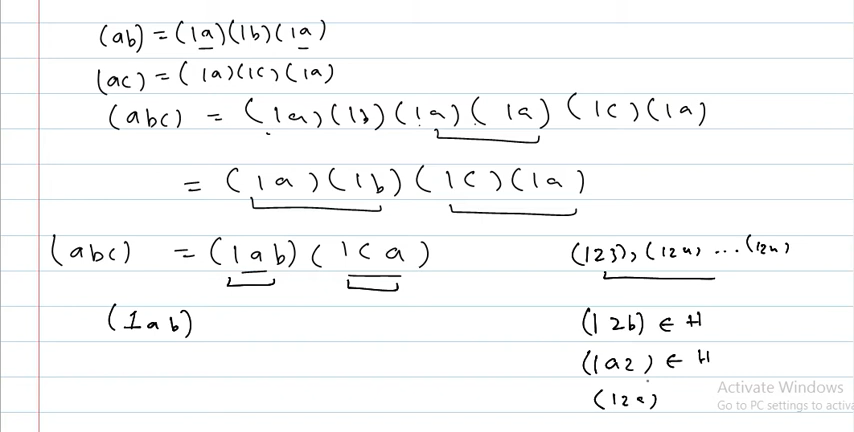 (ab) = (1a)(1b)(1a)
(ac) = (1a)(1c)(1a)
(abc) = (1a)(1b)(1a)(1a)(1c)(1a)
= (1a)(1b)(1c)(1a)
(abc) = (1ab)(1ca)
(123), (124) ... (12n)
(1ab)
(12b) ∈ H
(1a2) ∈ H
(12a)
Activate Windows
Go to PC settings to activa